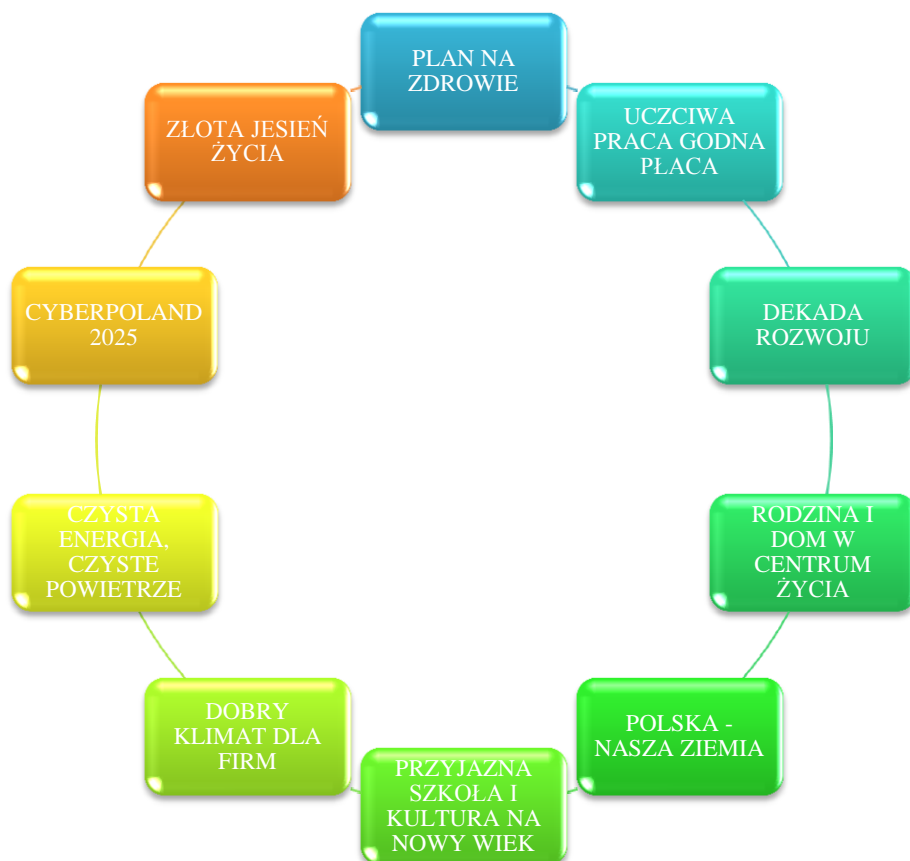 PLAN NA
ZDROWIE
UCZCIWA
PRACA GODNA
PŁACA
DEKADA
ROZWOJU
RODZINA I
DOM W
CENTRUM
ŻYCIA
POLSKA -
NASZA ZIEMIA
PRZYJAZNA
SZKOŁA I
KULTURA NA
NOWY WIEK
DOBRY
KLIMAT DLA
FIRM
CZYSTA
ENERGIA,
CZYSTE
POWIETRZE
CYBERPOLAND
2025
ZŁOTA JESIEŃ
ŻYCIA